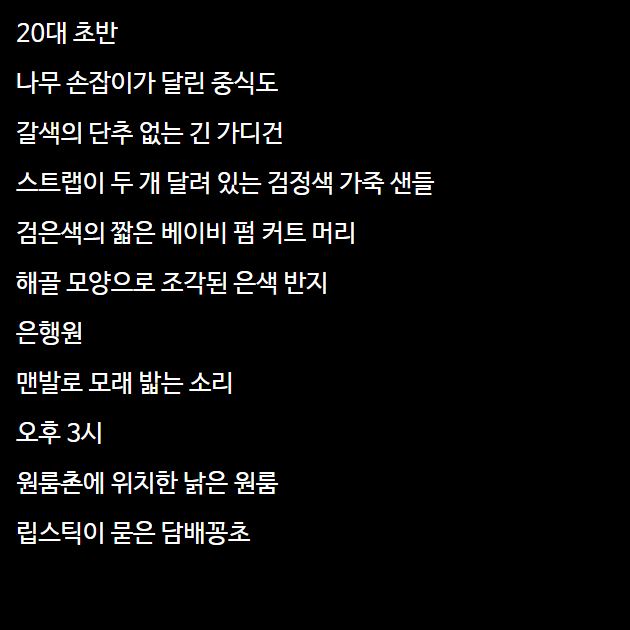 20대 초반
나무 손잡이가 달린 중식도
갈색의 단추 없는 긴 가디건
스트랩이 두 개 달려 있는 검정색 가죽 샌들
검은색의 짧은 베이비 펌 커트 머리
해골 모양으로 조각된 은색 반지
은행원
맨발로 모래 밟는 소리
오후 3시
원룸촌에 위치한 낡은 원룸
립스틱이 묻은 담배꽁초